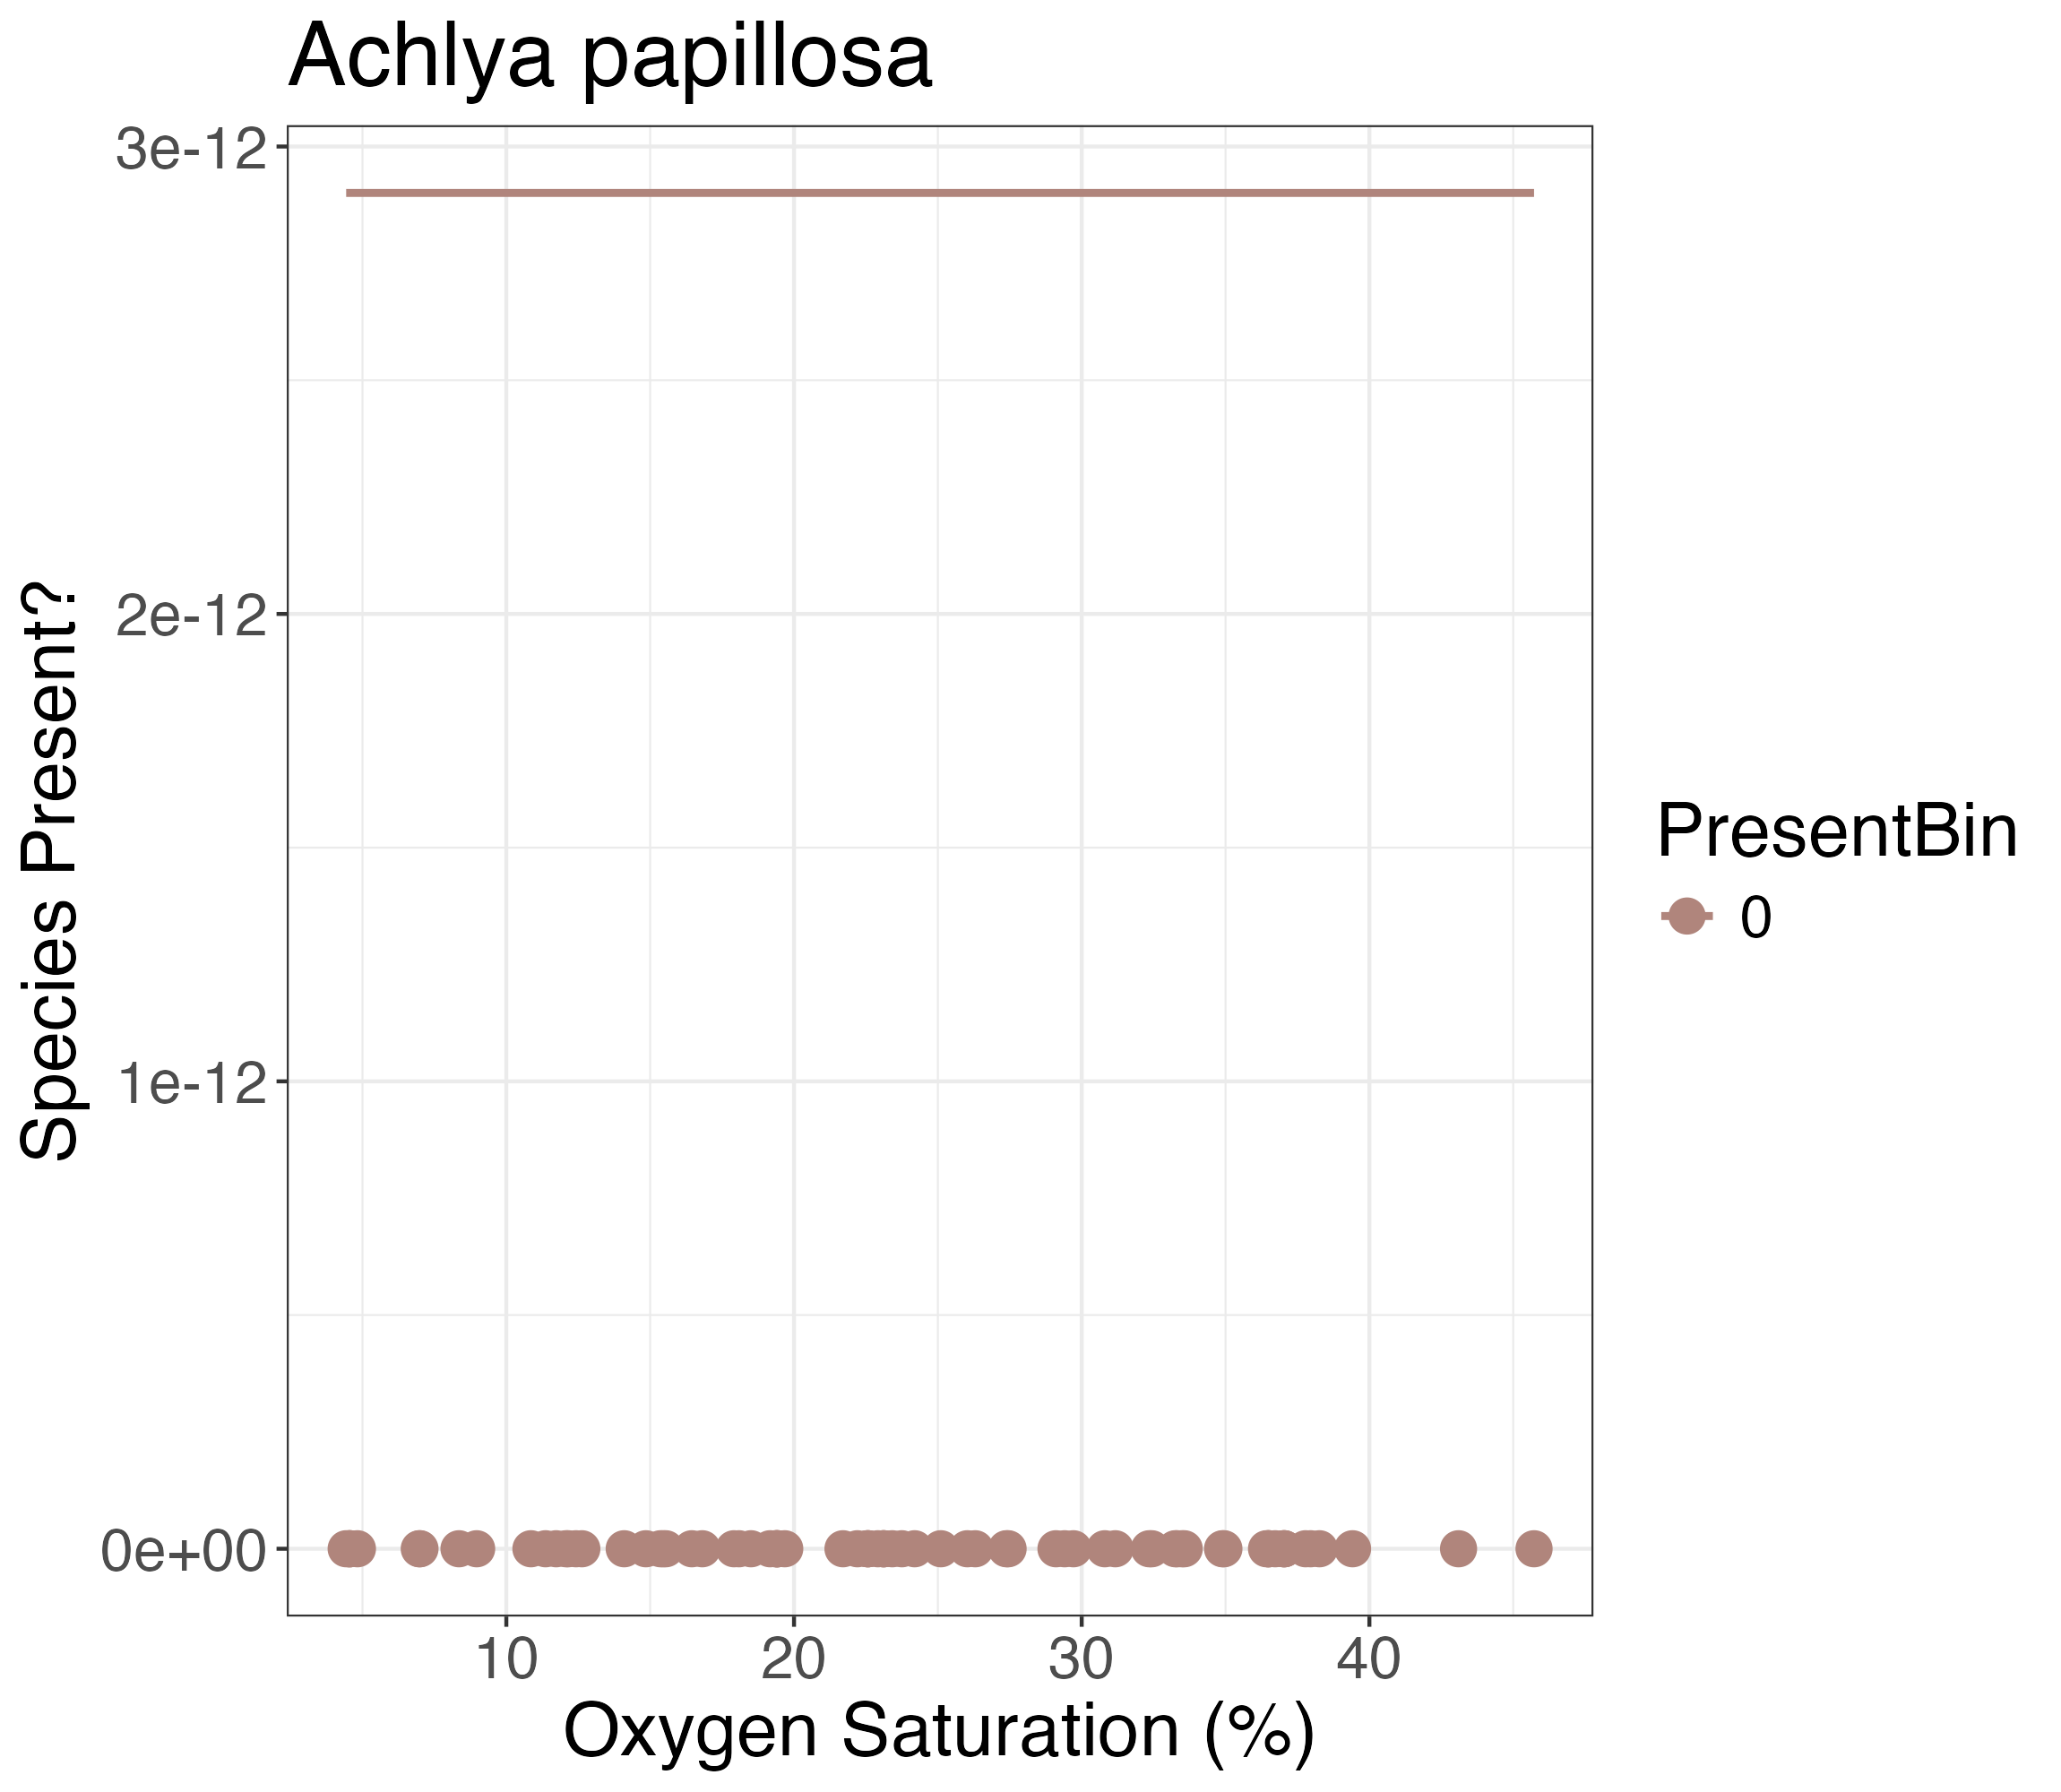 Achlya papillosa
3e-12
2e-12
1e-12
0e+00
Species Present?
10 20 30 40
Oxygen Saturation (%)
PresentBin
0